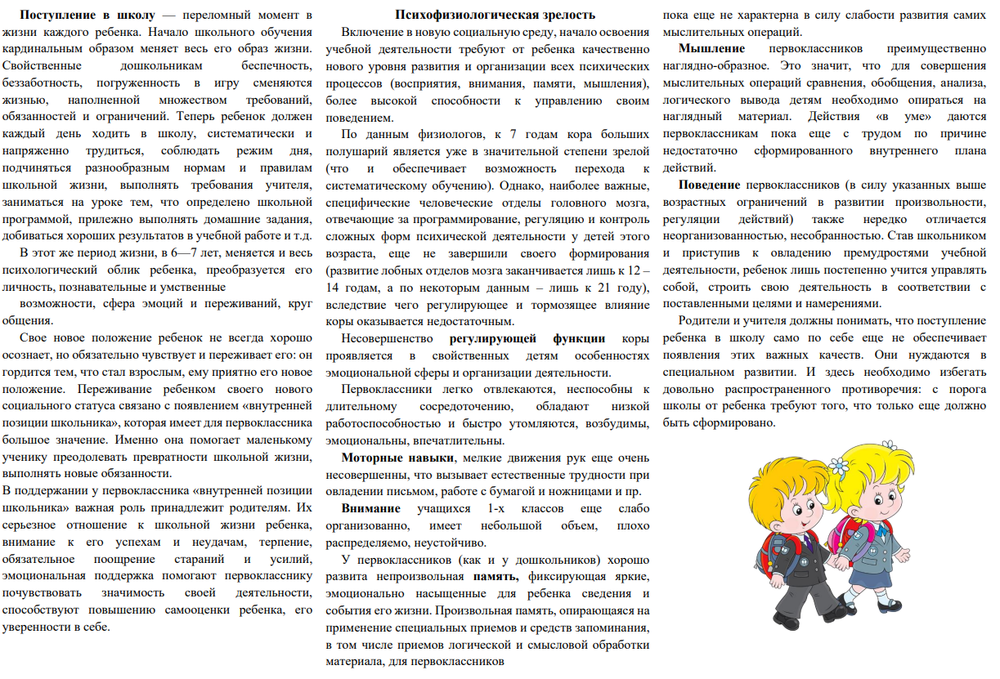 Поступление в школу — переломный момент в
жизни каждого ребенка. Начало школьного обучения
кардинальным образом меняет весь его образ жизни.
Свойственные дошкольникам беспечность,
беззаботность, погруженность в игру сменяются
жизнью, наполненной множеством требований,
обязанностей и ограничений. Теперь ребенок должен
каждый день ходить в школу, систематически и
напряженно трудиться, соблюдать режим дня,
подчиняться разнообразным нормам и правилам
школьной жизни, выполнять требования учителя,
заниматься на уроке тем, что определено школьной
программой, прилежно выполнять домашние задания,
добиваться хороших результатов в учебной работе и т.д.
В этот же период жизни, в 6—7 лет, меняется и весь
психологический облик ребенка, преобразуется его
личность, познавательные и умственные
возможности, сфера эмоций и переживаний, круг
общения.
Свое новое положение ребенок не всегда хорошо
осознает, но обязательно чувствует и переживает его: он
гордится тем, что стал взрослым, ему приятно его новое
положение. Переживание ребенком своего нового
социального статуса связано с появлением «внутренней
позиции школьника», которая имеет для первоклассника
большое значение. Именно она помогает маленькому
ученику преодолевать превратности школьной жизни,
выполнять новые обязанности.
В поддержании у первоклассника «внутренней позиции
школьника» важная роль принадлежит родителям. Их
серьезное отношение к школьной жизни ребенка,
внимание к его успехам и неудачам, терпение,
обязательное поощрение стараний и усилий,
эмоциональная поддержка помогают первокласснику
почувствовать значимость своей деятельности,
способствуют повышению самооценки ребенка, его
уверенности в себе.
Психофизиологическая зрелость
Включение в новую социальную среду, начало освоения
учебной деятельности требуют от ребенка качественно
нового уровня развития и организации всех психических
процессов (восприятия, внимания, памяти, мышления),
более высокой способности к управлению своим
поведением.
По данным физиологов, к 7 годам кора больших
полушарий является уже в значительной степени зрелой
(что и обеспечивает возможность перехода к
систематическому обучению). Однако, наиболее важные,
специфические человеческие отделы головного мозга,
отвечающие за программирование, регуляцию и контроль
сложных форм психической деятельности у детей этого
возраста, еще не завершили своего формирования
(развитие лобных отделов мозга заканчивается лишь к 12 –
14 годам, а по некоторым данным – лишь к 21 году),
вследствие чего регулирующее и тормозящее влияние
коры оказывается недостаточным.
Несовершенство регулирующей функции коры
проявляется в свойственных детям особенностях
эмоциональной сферы и организации деятельности.
Первоклассники легко отвлекаются, неспособны к
длительному сосредоточению, обладают низкой
работоспособностью и быстро утомляются, возбудимы,
эмоциональны, впечатлительны.
Моторные навыки, мелкие движения рук еще очень
несовершенны, что вызывает естественные трудности при
овладении письмом, работе с бумагой и ножницами и пр.
Внимание учащихся 1-х классов еще слабо
организованно, имеет небольшой объем, плохо
распределяемо, неустойчиво.
У первоклассников (как и у дошкольников) хорошо
развита непроизвольная память, фиксирующая яркие,
эмоционально насыщенные для ребенка сведения и
события его жизни. Произвольная память, опирающаяся на
применение специальных приемов и средств запоминания,
в том числе приемов логической и смысловой обработки
материала, для первоклассников
пока еще не характерна в силу слабости развития самих
мыслительных операций.
Мышление первоклассников преимущественно
наглядно-образное. Это значит, что для совершения
мыслительных операций сравнения, обобщения, анализа,
логического вывода детям необходимо опираться на
наглядный материал. Действия «в уме» даются
первоклассникам пока еще с трудом по причине
недостаточно сформированного внутреннего плана
действий.
Поведение первоклассников (в силу указанных выше
возрастных ограничений в развитии произвольности,
регуляции действий) также нередко отличается
неорганизованностью, несобранностью. Став школьником
и приступив к овладению премудростями учебной
деятельности, ребенок лишь постепенно учится управлять
собой, строить свою деятельность в соответствии с
поставленными целями и намерениями.
Родители и учителя должны понимать, что поступление
ребенка в школу само по себе еще не обеспечивает
появления этих важных качеств. Они нуждаются в
специальном развитии. И здесь необходимо избегать
довольно распространенного противоречия: с порога
школы от ребенка требуют того, что только еще должно
быть сформировано.